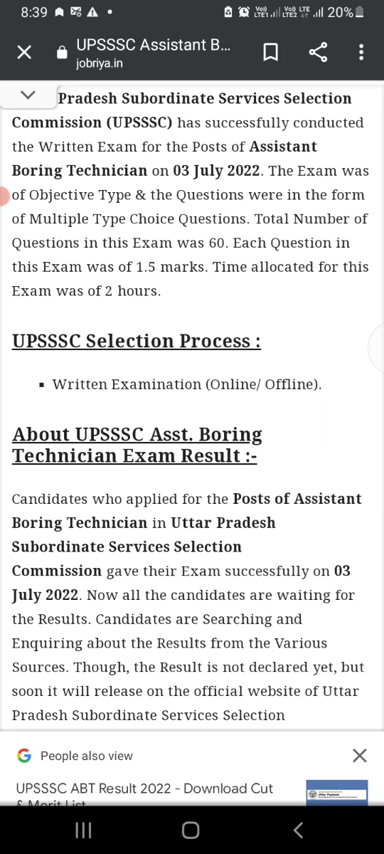 8:39
Vo) LTE1 Vo) LTE LTE2 20%
UPSSSC Assistant B...
jobriya.in
Pradesh Subordinate Services Selection
Commission (UPSSSC) has successfully conducted
the Written Exam for the Posts of Assistant
Boring Technician on 03 July 2022. The Exam was
of Objective Type & the Questions were in the form
of Multiple Type Choice Questions. Total Number of
Questions in this Exam was 60. Each Question in
this Exam was of 1.5 marks. Time allocated for this
Exam was of 2 hours.
UPSSSC Selection Process :
▪ Written Examination (Online/ Offline).
About UPSSSC Asst. Boring
Technician Exam Result :-
Candidates who applied for the Posts of Assistant
Boring Technician in Uttar Pradesh
Subordinate Services Selection
Commission gave their Exam successfully on 03
July 2022. Now all the candidates are waiting for
the Results. Candidates are Searching and
Enquiring about the Results from the Various
Sources. Though, the Result is not declared yet, but
soon it will release on the official website of Uttar
Pradesh Subordinate Services Selection
People also view
UPSSSC ABT Result 2022 - Download Cut
& Merit List